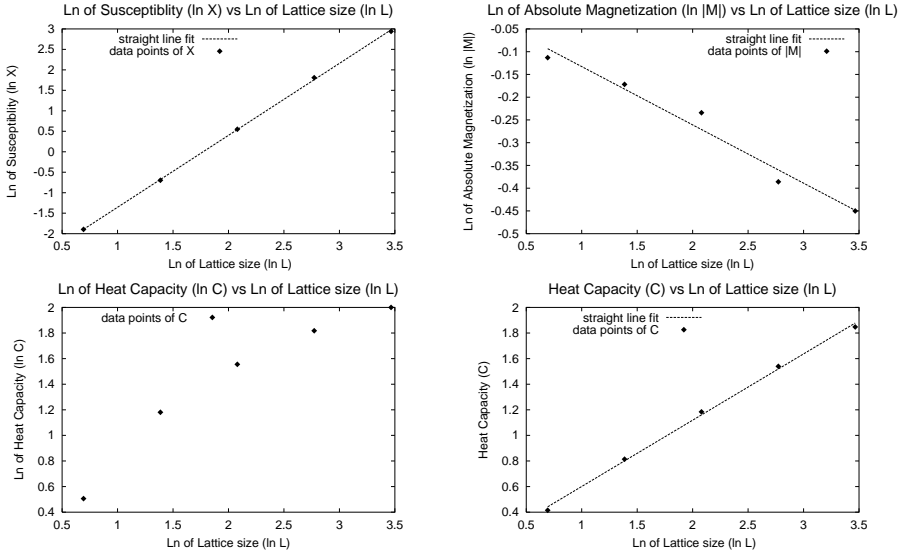 Ln of Susceptiblity (ln X) vs Ln of Lattice size (ln L)
straight line fit
data points of X
Ln of Susceptiblity (ln X)
3
2.5
2
1.5
1
0.5
0
-0.5
-1
-1.5
-2
0.5 1 1.5 2 2.5 3 3.5
Ln of Lattice size (ln L)
Ln of Absolute Magnetization (ln |M|) vs Ln of Lattice size (ln L)
straight line fit
data points of |M|
Ln of Absolute Magnetization (ln |M|)
-0.05
-0.1
-0.15
-0.2
-0.25
-0.3
-0.35
-0.4
-0.45
-0.5
0.5 1 1.5 2 2.5 3 3.5
Ln of Lattice size (ln L)
Ln of Heat Capacity (ln C) vs Ln of Lattice size (ln L)
data points of C
Ln of Heat Capacity (ln C)
2
1.8
1.6
1.4
1.2
1
0.8
0.6
0.4
0.5 1 1.5 2 2.5 3 3.5
Ln of Lattice size (ln L)
Heat Capacity (C) vs Ln of Lattice size (ln L)
straight line fit
data points of C
Heat Capacity (C)
2
1.8
1.6
1.4
1.2
1
0.8
0.6
0.4
0.5 1 1.5 2 2.5 3 3.5
Ln of Lattice size (ln L)